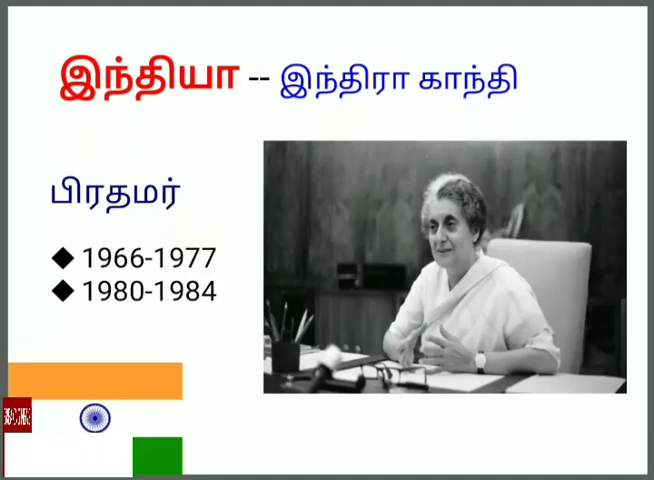 இந்தியா -- இந்திரா காந்தி
பிரதமர்
◆ 1966-1977
◆ 1980-1984